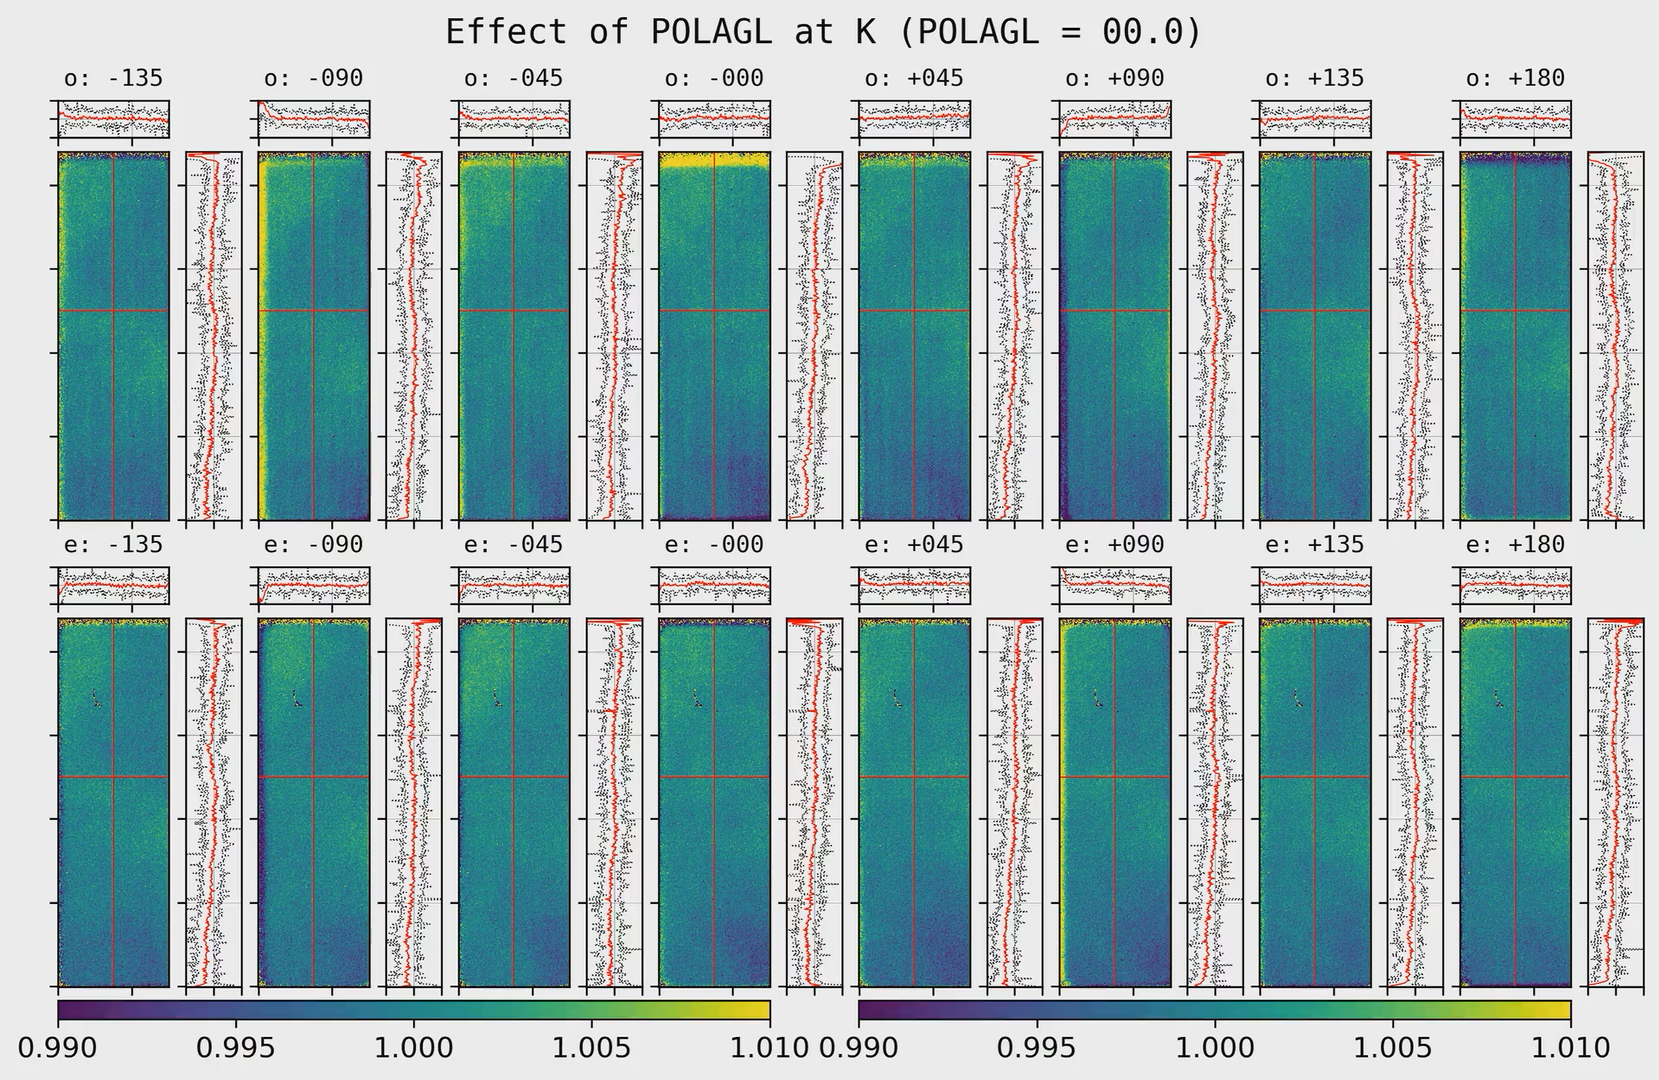 Effect of POLAGL at K (POLAGL = 00.0)
o: -135 o: -090 o: -045 o: -000 o: +045 o: +090 o: +135 o: +180
e: -135 e: -090 e: -045 e: -000 e: +045 e: +090 e: +135 e: +180
0.990 0.995 1.000 1.005 1.010 0.990 0.995 1.000 1.005 1.010